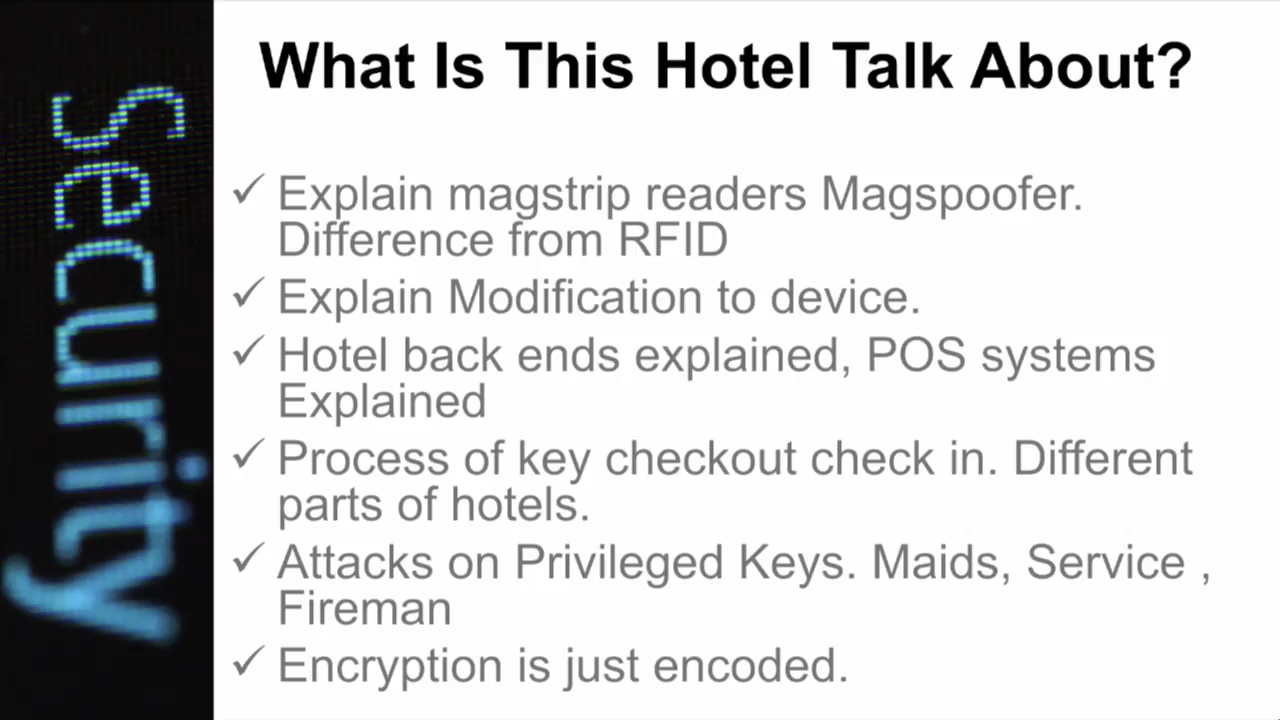 Security
What Is This Hotel Talk About?
✓ Explain magstrip readers Magspoofer.
Difference from RFID
✓ Explain Modification to device.
✓ Hotel back ends explained, POS systems
Explained
✓ Process of key checkout check in. Different
parts of hotels.
✓ Attacks on Privileged Keys. Maids, Service ,
Fireman
✓ Encryption is just encoded.